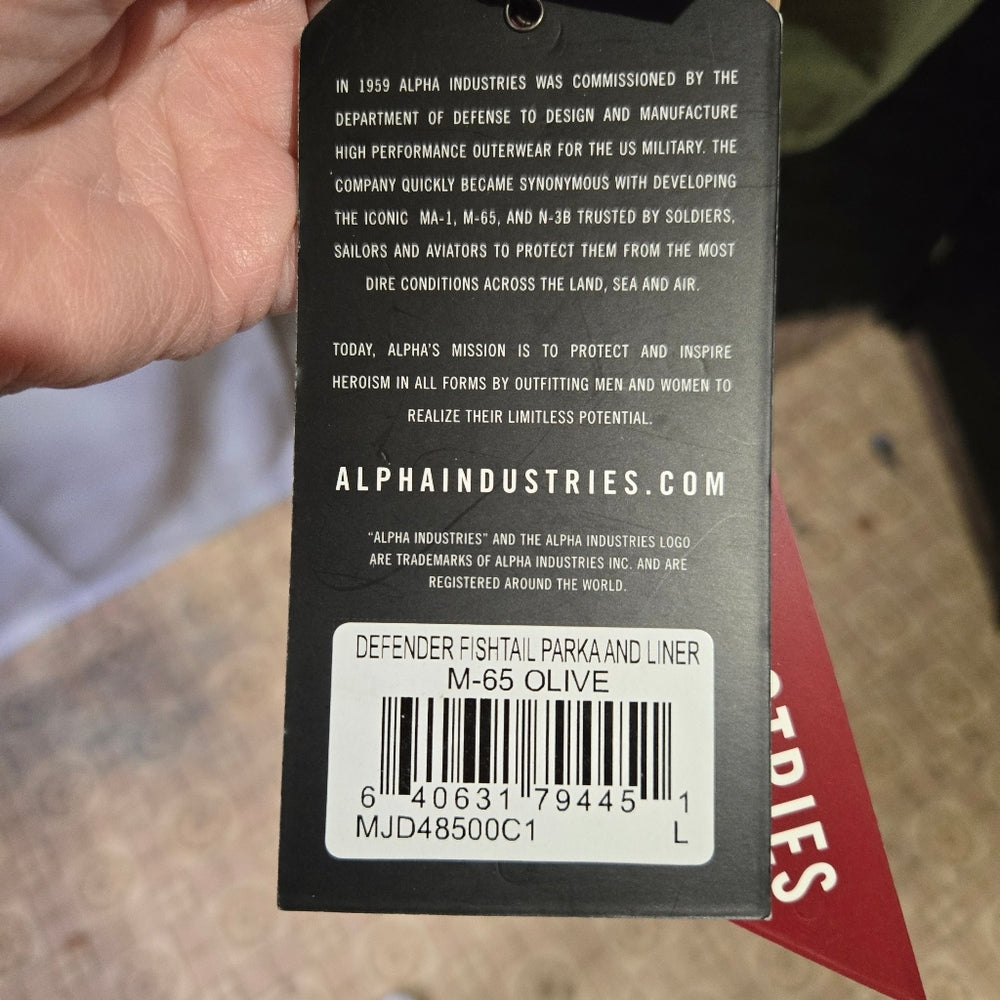 IN 1959 ALPHA INDUSTRIES WAS COMMISSIONED BY THE
DEPARTMENT OF DEFENSE TO DESIGN AND MANUFACTURE
HIGH PERFORMANCE OUTERWEAR FOR THE US MILITARY. THE
COMPANY QUICKLY BECAME SYNONYMOUS WITH DEVELOPING
THE ICONIC MA-1, M-65, AND N-3B TRUSTED BY SOLDIERS,
SAILORS AND AVIATORS TO PROTECT THEM FROM THE MOST
DIRE CONDITIONS ACROSS THE LAND, SEA AND AIR.
TODAY, ALPHA'S MISSION IS TO PROTECT AND INSPIRE
HEROISM IN ALL FORMS BY OUTFITTING MEN AND WOMEN TO
REALIZE THEIR LIMITLESS POTENTIAL.
ALPHAINDUSTRIES.COM
"ALPHA INDUSTRIES" AND THE ALPHA INDUSTRIES LOGO
ARE TRADEMARKS OF ALPHA INDUSTRIES INC. AND ARE
REGISTERED AROUND THE WORLD.
DEFENDER FISHTAIL PARKA AND LINER
M-65 OLIVE
6 40631 79445 1
MJD48500C1 L
STRIES